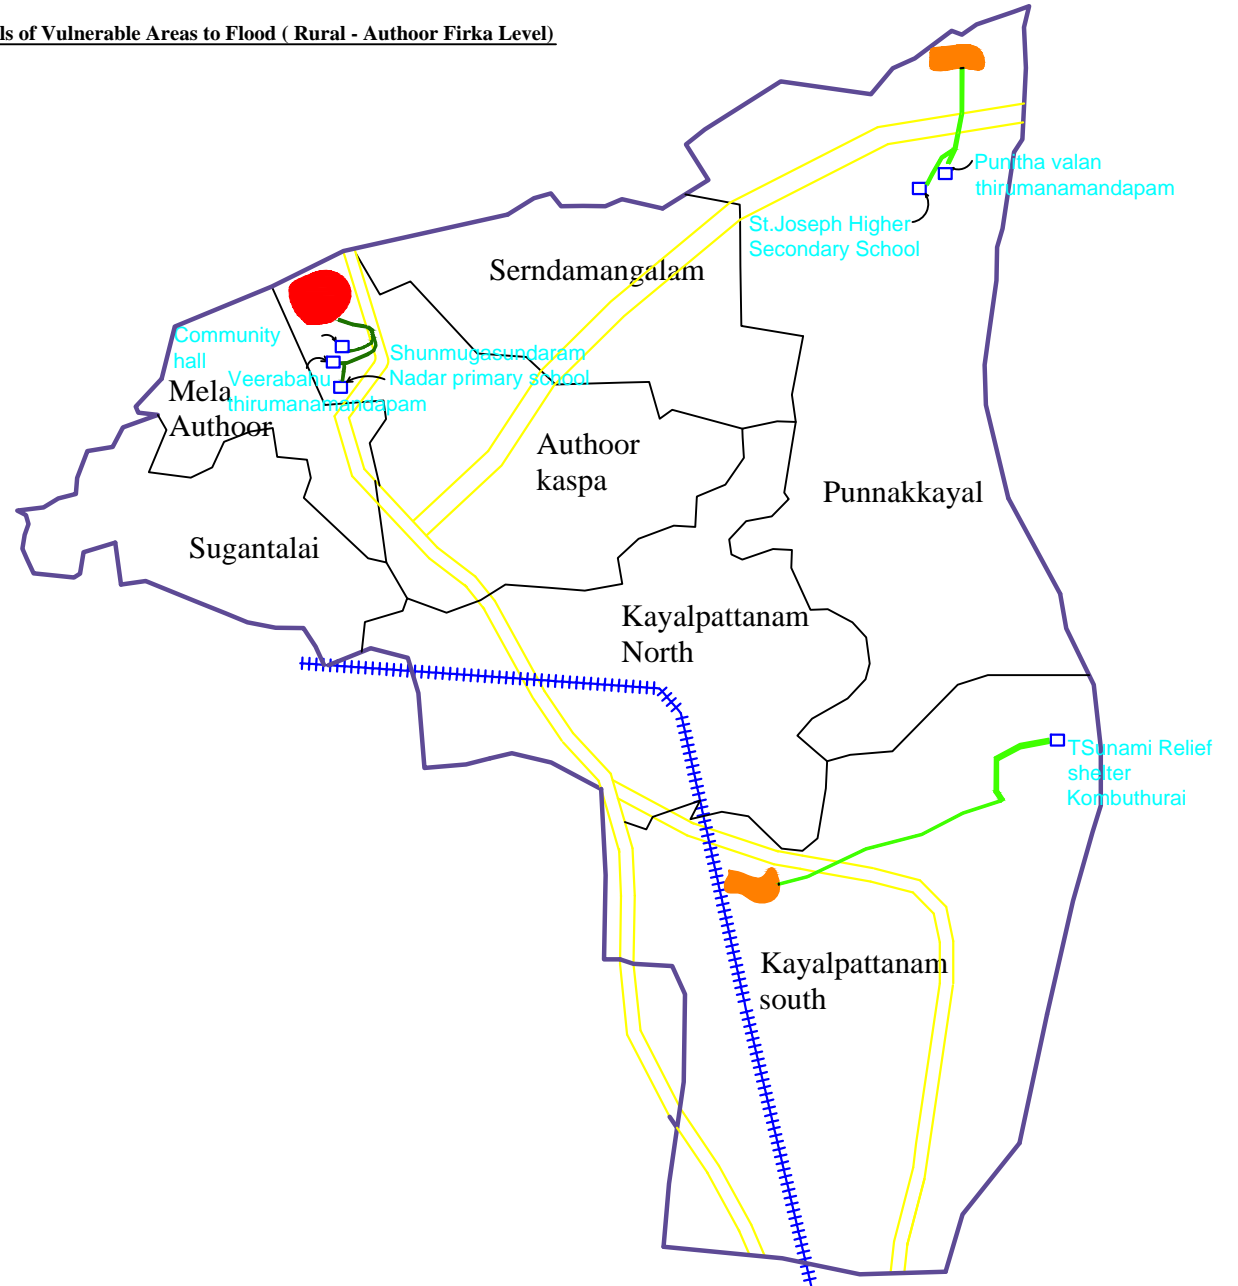 ls of Vulnerable Areas to Flood ( Rural - Authoor Firka Level)
Punitha valan
thirumanamandapam
St.Joseph Higher
Secondary School
Serndamangalam
Community
hall
Shunmugasundaram
Nadar primary school
Veerabahu
thirumanamandapam
Mela
Authoor
Authoor
kaspa
Punnakkayal
Sugantalai
Kayalpattanam
North
TSunami Relief
shelter
Kombuthurai
Kayalpattanam
south